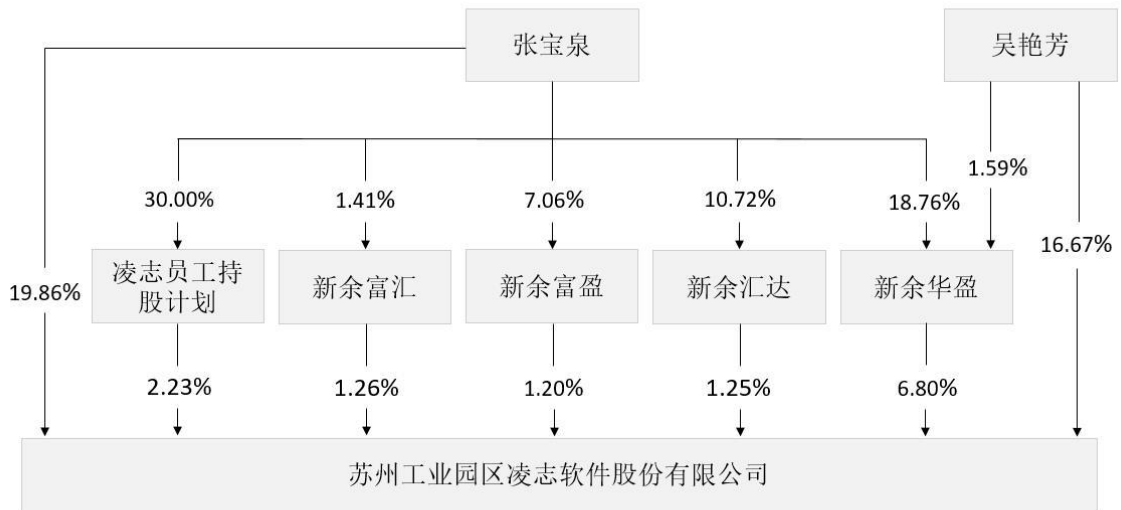 张宝泉
吴艳芳
1.59%
30.00%
1.41%
7.06%
10.72%
18.76%
16.67%
凌志员工持
股计划
新余富汇
新余富盈
新余汇达
新余华盈
19.86%
2.23%
1.26%
1.20%
1.25%
6.80%
苏州工业园区凌志软件股份有限公司